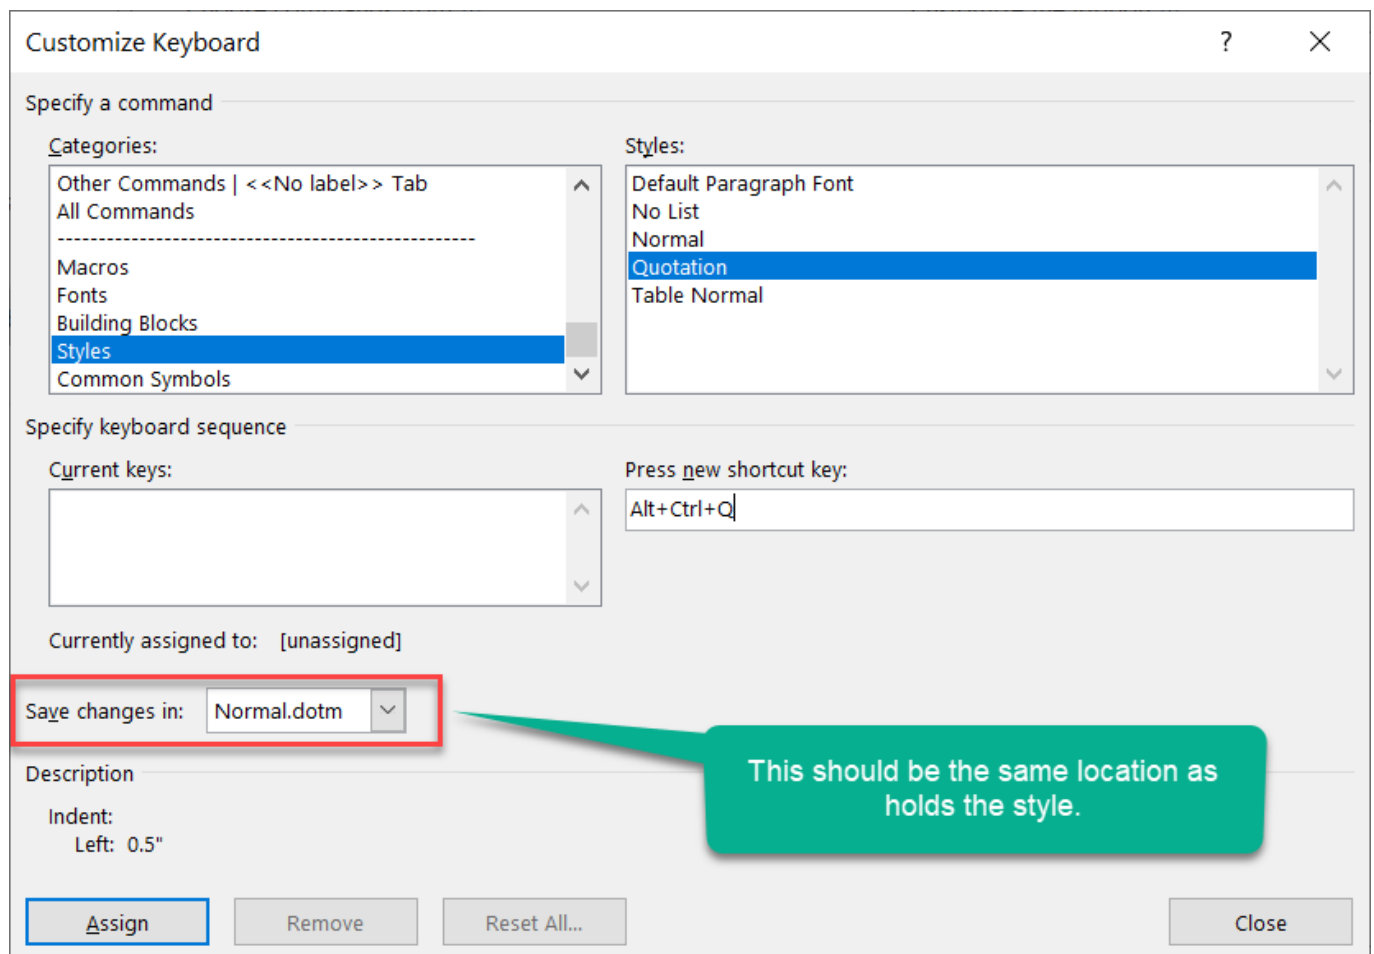 Customize Keyboard
?
Specify a command
Categories:
Other Commands | <<No label>> Tab
All Commands
--------------------------------------------------
Macros
Fonts
Building Blocks
Styles
Common Symbols
Styles:
Default Paragraph Font
No List
Normal
Quotation
Table Normal
Specify keyboard sequence
Current keys:
Press new shortcut key:
Alt+Ctrl+Q
Currently assigned to: [unassigned]
Save changes in: Normal.dotm
This should be the same location as
holds the style.
Description
Indent:
Left: 0.5"
Assign
Remove
Reset All...
Close